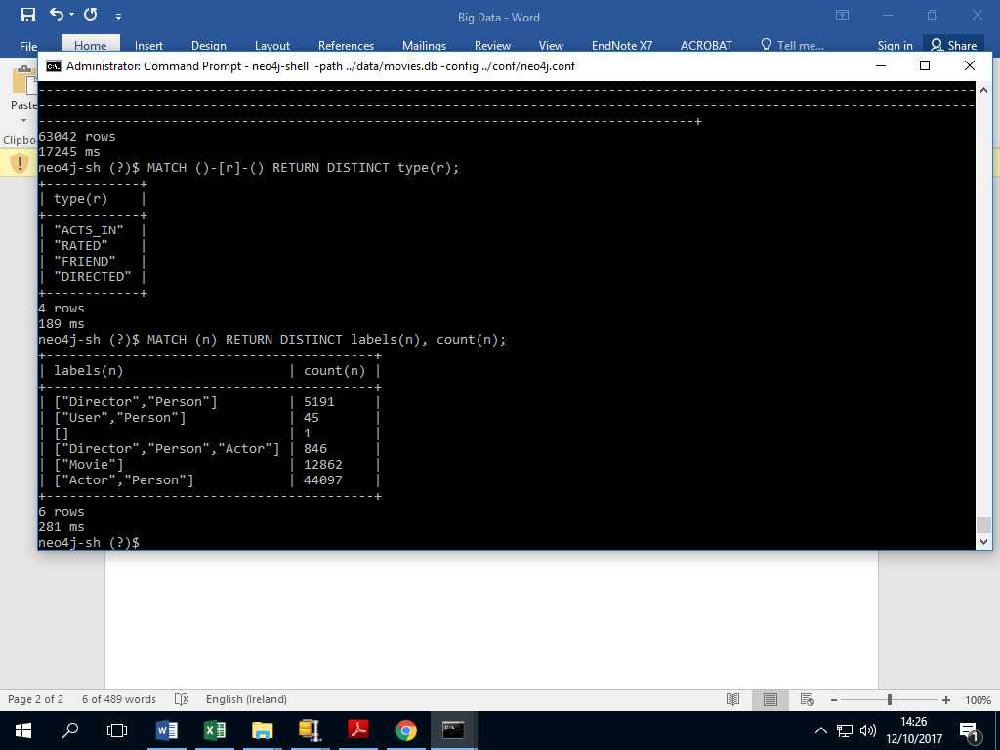 Big Data - Word
File Home Insert Design Layout References Mailings Review View EndNote X7 ACROBAT Tell me... Sign in Share
Administrator: Command Prompt - neo4j-shell -path ../data/movies.db -config ../conf/neo4j.conf
Paste
Clipbo
63042 rows
17245 ms
neo4j-sh (?)$ MATCH ()-[r]-() RETURN DISTINCT type(r);
+------------+
| type(r)    |
+------------+
| "ACTS_IN"  |
| "RATED"    |
| "FRIEND"   |
| "DIRECTED" |
+------------+
4 rows
189 ms
neo4j-sh (?)$ MATCH (n) RETURN DISTINCT labels(n), count(n);
+-------------------------------------------+
| labels(n)                     | count(n) |
+-------------------------------------------+
| ["Director","Person"]         | 5191     |
| ["User","Person"]             | 45       |
| []                            | 1        |
| ["Director","Person","Actor"] | 846      |
| ["Movie"]                     | 12862    |
| ["Actor","Person"]            | 44097    |
+-------------------------------------------+
6 rows
281 ms
neo4j-sh (?)$
Page 2 of 2 6 of 489 words English (Ireland) 100%
14:26
12/10/2017
1